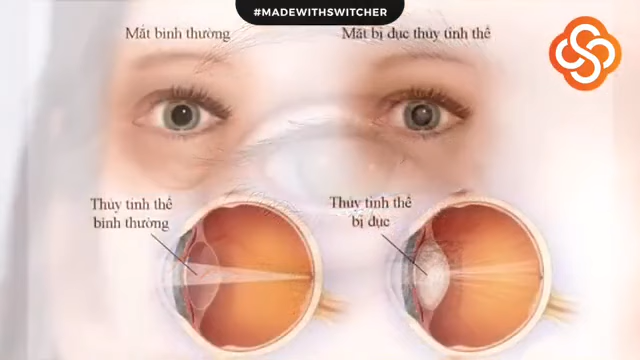 #MADEWITHSWITCHER
Mắt bình thường
Mắt bị đục thủy tinh thể
Thủy tinh thể
bình thường
Thủy tinh thể
bị đục